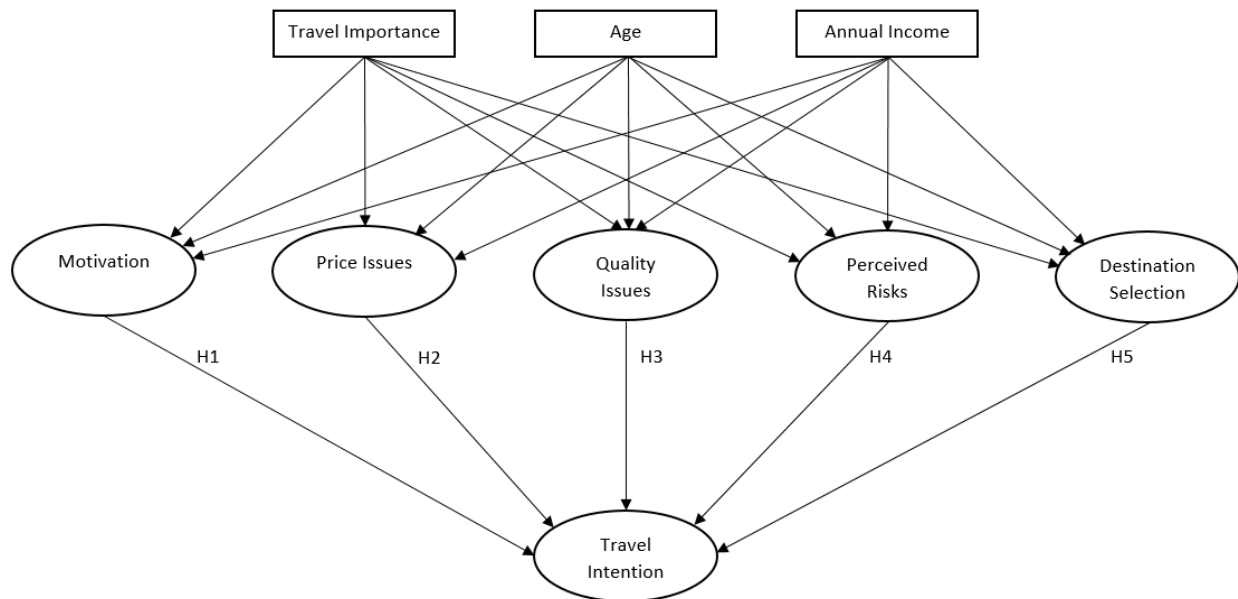 Travel Importance
Age
Annual Income
Motivation
Price Issues
Quality
Issues
Perceived
Risks
Destination
Selection
H1
H2
H3
H4
H5
Travel
Intention